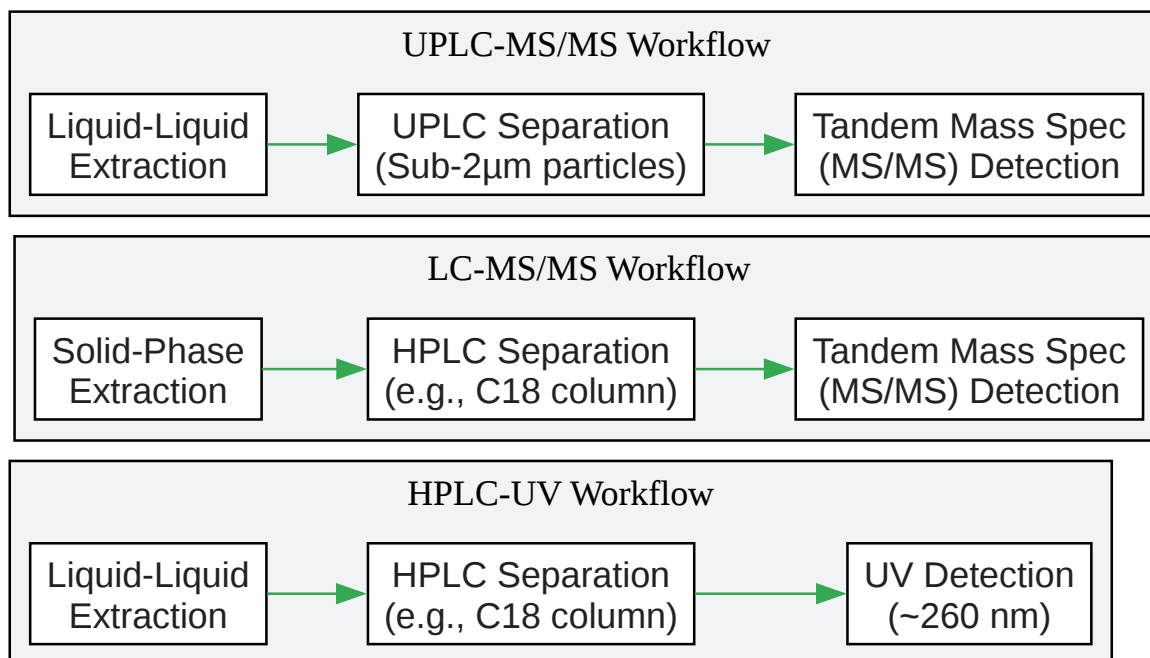 UPLC-MS/MS Workflow
Liquid-Liquid
Extraction
UPLC Separation
(Sub-2µm particles)
Tandem Mass Spec
(MS/MS) Detection
LC-MS/MS Workflow
Solid-Phase
Extraction
HPLC Separation
(e.g., C18 column)
Tandem Mass Spec
(MS/MS) Detection
HPLC-UV Workflow
Liquid-Liquid
Extraction
HPLC Separation
(e.g., C18 column)
UV Detection
(~260 nm)